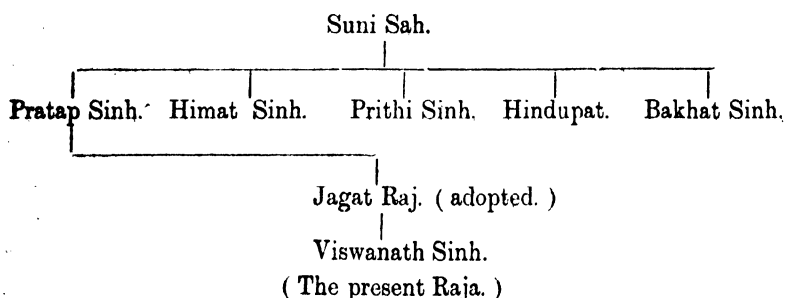 Suni Sah.
Pratap Sinh. Himat Sinh. Prithi Sinh. Hindupat. Bakhat Sinh.
Jagat Raj. ( adopted. )
Viswanath Sinh.
( The present Raja. )